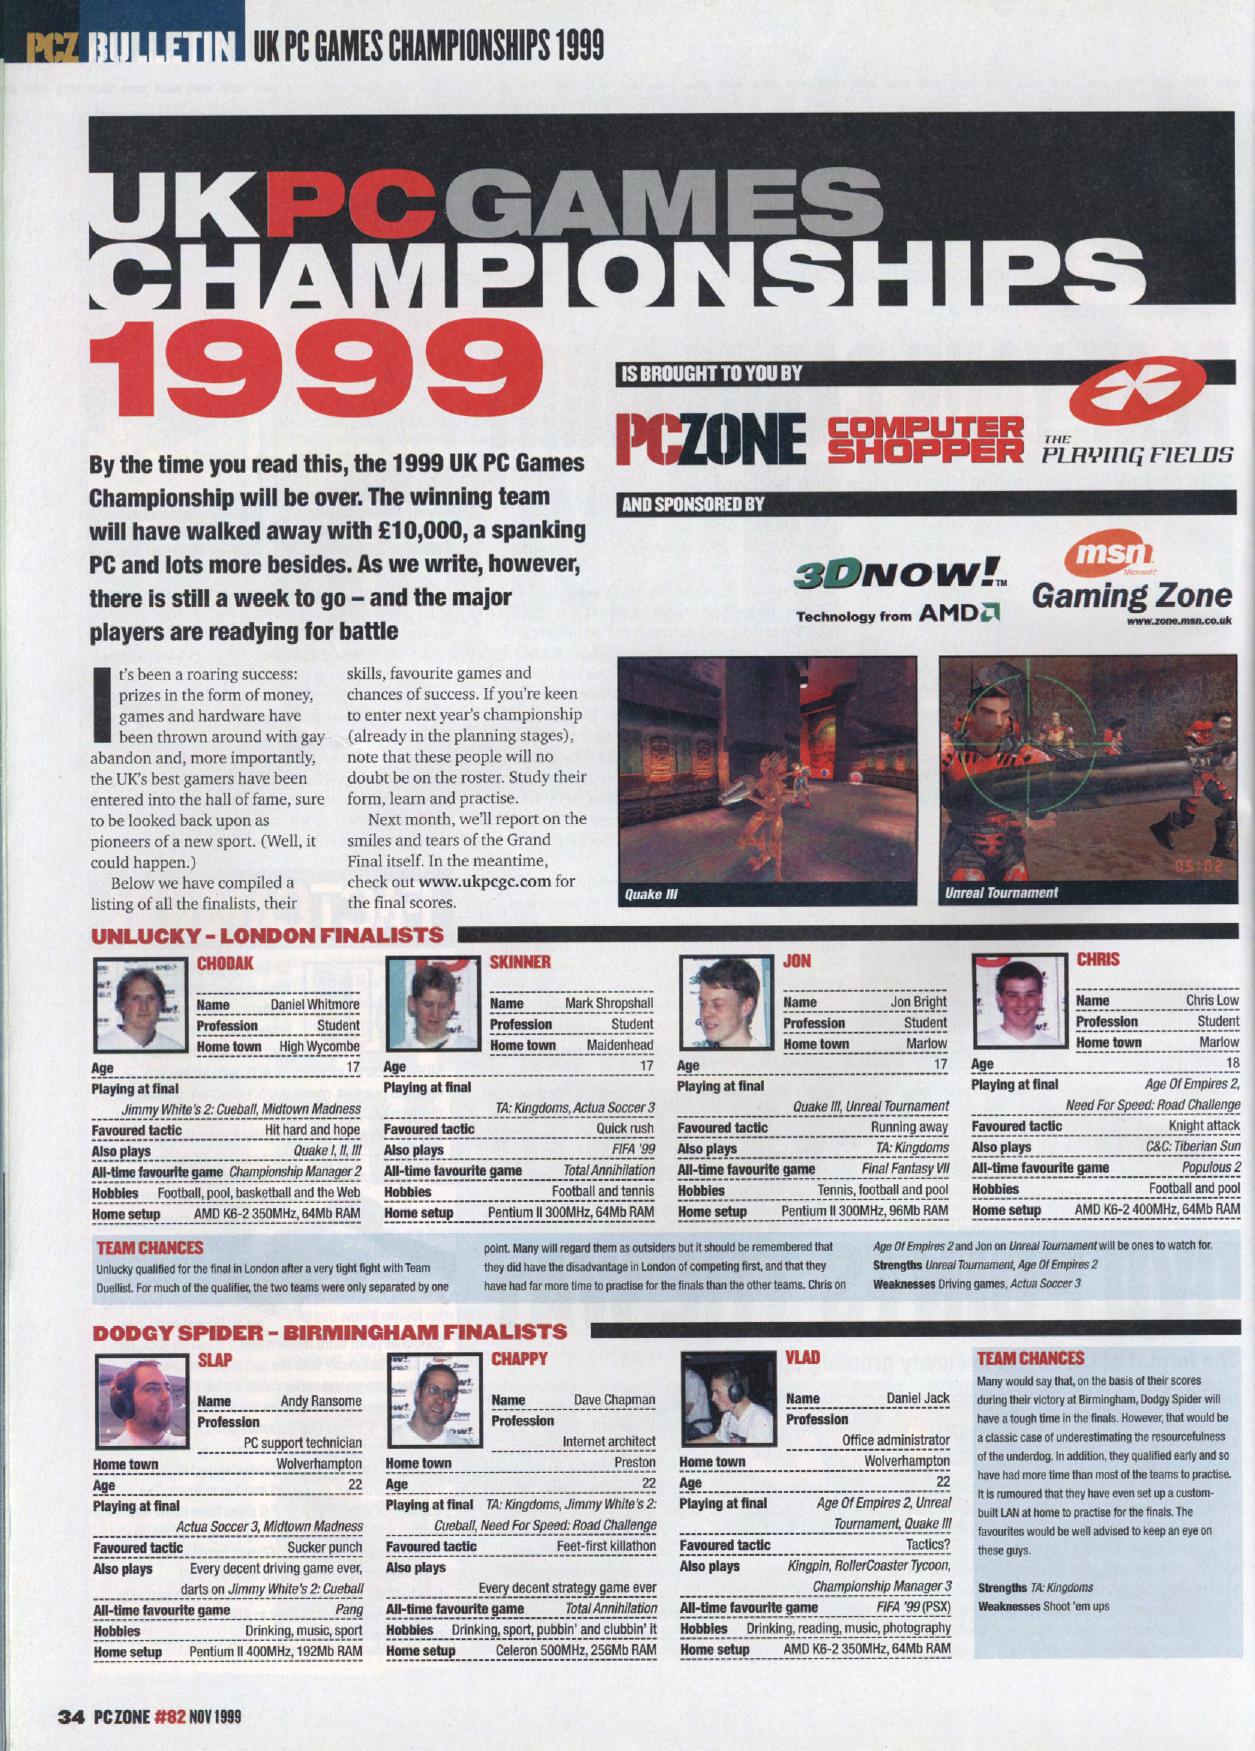 PCZ BULLETIN UK PC GAMES CHAMPIONSHIPS 1999
UKPCGAMES
CHAMPIONSHIPS
1999
By the time you read this, the 1999 UK PC Games
Championship will be over. The winning team
will have walked away with £10,000, a spanking
PC and lots more besides. As we write, however,
there is still a week to go – and the major
players are readying for battle
IS BROUGHT TO YOU BY
PCZONE
COMPUTER
SHOPPER
THE
PLAYING FIELDS
AND SPONSORED BY
3DNOW!™
Technology from AMD
msn
Microsoft
Gaming Zone
www.zone.msn.co.uk
It's been a roaring success:
prizes in the form of money,
games and hardware have
been thrown around with gay
abandon and, more importantly,
the UK's best gamers have been
entered into the hall of fame, sure
to be looked back upon as
pioneers of a new sport. (Well, it
could happen.)
Below we have compiled a
listing of all the finalists, their
skills, favourite games and
chances of success. If you're keen
to enter next year's championship
(already in the planning stages),
note that these people will no
doubt be on the roster. Study their
form, learn and practise.
Next month, we'll report on the
smiles and tears of the Grand
Final itself. In the meantime,
check out www.ukpcgc.com for
the final scores.
Quake III
05:02
Unreal Tournament
UNLUCKY – LONDON FINALISTS
CHODAK
Name Daniel Whitmore
Profession Student
Home town High Wycombe
Age 17
Playing at final
Jimmy White's 2: Cueball, Midtown Madness
Favoured tactic Hit hard and hope
Also plays Quake I, II, III
All-time favourite game Championship Manager 2
Hobbies Football, pool, basketball and the Web
Home setup AMD K6-2 350MHz, 64Mb RAM
SKINNER
Name Mark Shropshall
Profession Student
Home town Maidenhead
Age 17
Playing at final
TA: Kingdoms, Actua Soccer 3
Favoured tactic Quick rush
Also plays FIFA '99
All-time favourite game Total Annihilation
Hobbies Football and tennis
Home setup Pentium II 300MHz, 64Mb RAM
JON
Name Jon Bright
Profession Student
Home town Marlow
Age 17
Playing at final
Quake III, Unreal Tournament
Favoured tactic Running away
Also plays TA: Kingdoms
All-time favourite game Final Fantasy VII
Hobbies Tennis, football and pool
Home setup Pentium II 300MHz, 96Mb RAM
CHRIS
Name Chris Low
Profession Student
Home town Marlow
Age 18
Playing at final Age Of Empires 2,
Need For Speed: Road Challenge
Favoured tactic Knight attack
Also plays C&C: Tiberian Sun
All-time favourite game Populous 2
Hobbies Football and pool
Home setup AMD K6-2 400MHz, 64Mb RAM
TEAM CHANCES
Unlucky qualified for the final in London after a very tight fight with Team
Duellist. For much of the qualifier, the two teams were only separated by one
point. Many will regard them as outsiders but it should be remembered that
they did have the disadvantage in London of competing first, and that they
have had far more time to practise for the finals than the other teams. Chris on
Age Of Empires 2 and Jon on Unreal Tournament will be ones to watch for.
Strengths Unreal Tournament, Age Of Empires 2
Weaknesses Driving games, Actua Soccer 3
DODGY SPIDER – BIRMINGHAM FINALISTS
SLAP
Name Andy Ransome
Profession
PC support technician
Home town Wolverhampton
Age 22
Playing at final
Actua Soccer 3, Midtown Madness
Favoured tactic Sucker punch
Also plays Every decent driving game ever,
darts on Jimmy White's 2: Cueball
All-time favourite game Pang
Hobbies Drinking, music, sport
Home setup Pentium II 400MHz, 192Mb RAM
CHAPPY
Name Dave Chapman
Profession
Internet architect
Home town Preston
Age 22
Playing at final TA: Kingdoms, Jimmy White's 2:
Cueball, Need For Speed: Road Challenge
Favoured tactic Feet-first killathon
Also plays
Every decent strategy game ever
All-time favourite game Total Annihilation
Hobbies Drinking, sport, pubbin' and clubbin' it
Home setup Celeron 500MHz, 256Mb RAM
VLAD
Name Daniel Jack
Profession
Office administrator
Home town Wolverhampton
Age 22
Playing at final Age Of Empires 2, Unreal
Tournament, Quake III
Favoured tactic Tactics?
Also plays Kingpin, RollerCoaster Tycoon,
Championship Manager 3
All-time favourite game FIFA '99 (PSX)
Hobbies Drinking, reading, music, photography
Home setup AMD K6-2 350MHz, 64Mb RAM
TEAM CHANCES
Many would say that, on the basis of their scores
during their victory at Birmingham, Dodgy Spider will
have a tough time in the finals. However, that would be
a classic case of underestimating the resourcefulness
of the underdog. In addition, they qualified early and so
have had more time than most of the teams to practise.
It is rumoured that they have even set up a custom-
built LAN at home to practise for the finals. The
favourites would be well advised to keep an eye on
these guys.
Strengths TA: Kingdoms
Weaknesses Shoot 'em ups
34 PCZONE #82 NOV 1999